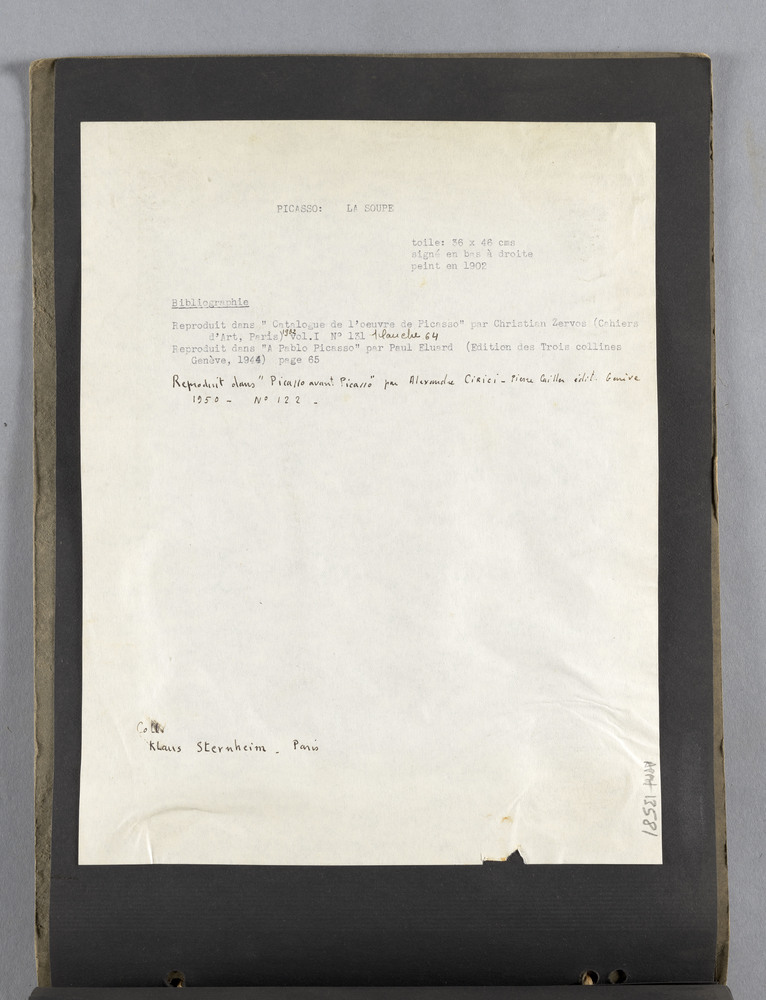 PICASSO: LA SOUPE
toile: 36 x 46 cms
signé en bas à droite
peint en 1902
Bibliographie
Reproduit dans " Catalogue de l'oeuvre de Picasso" par Christian Zervos (Cahiers
d'Art, Paris) 1932 Vol.I N° 131 planche 64
Reproduit dans "A Pablo Picasso" par Paul Eluard (Edition des Trois collines
Genève, 1944) page 65
Reproduit dans " Picasso avant Picasso" par Alexandre Cirici - Pierre Cailler édit. Genève
1950 - N° 122 -
Coll
Klaus Sternheim - Paris
13581